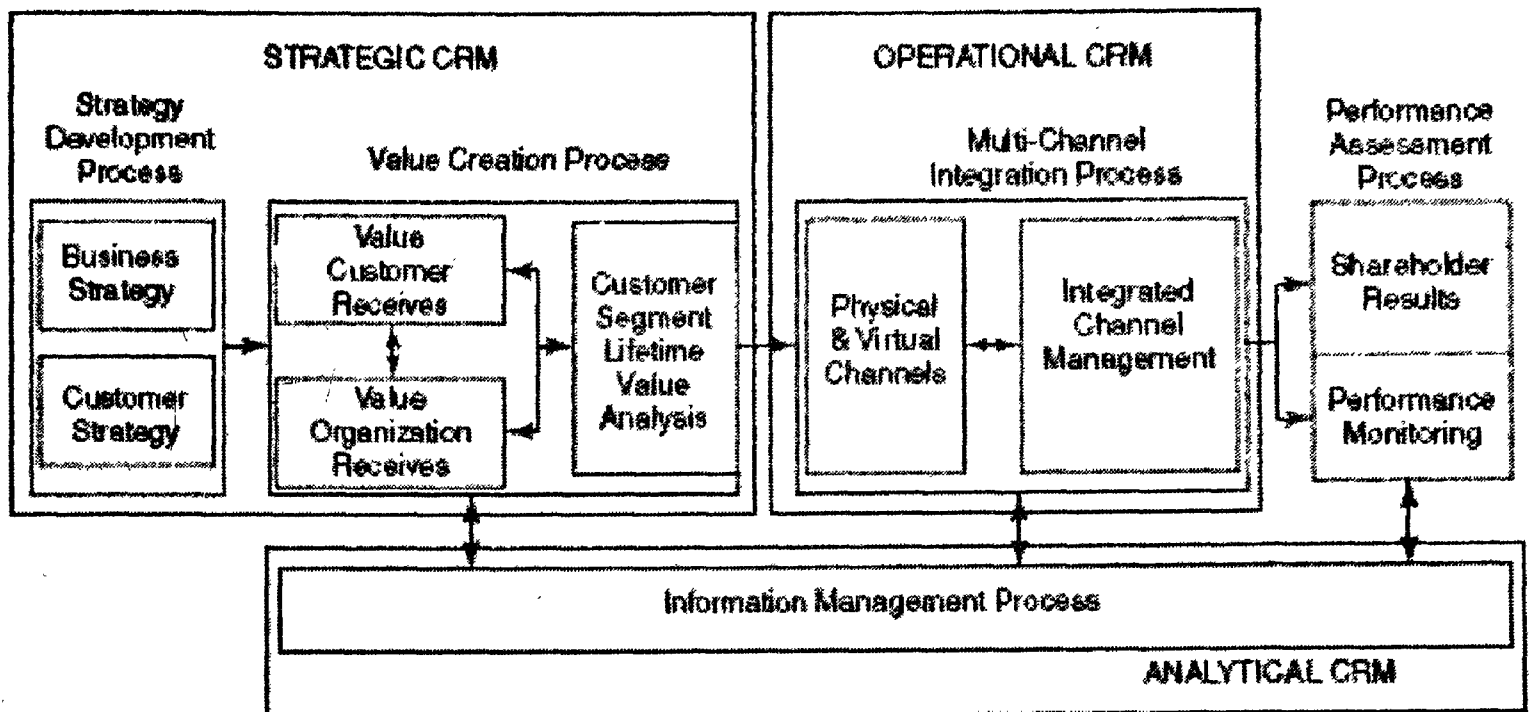 STRATEGIC CRM
Strategy
Development
Process
Value Creation Process
Business
Strategy
Customer
Strategy
Value
Customer
Receives
Value
Organization
Receives
Customer
Segment
Lifetime
Value
Analysis
OPERATIONAL CRM
Multi-Channel
Integration Process
Physical
& Virtual
Channels
Integrated
Channel
Management
Performance
Assessment
Process
Shareholder
Results
Performance
Monitoring
Information Management Process
ANALYTICAL CRM